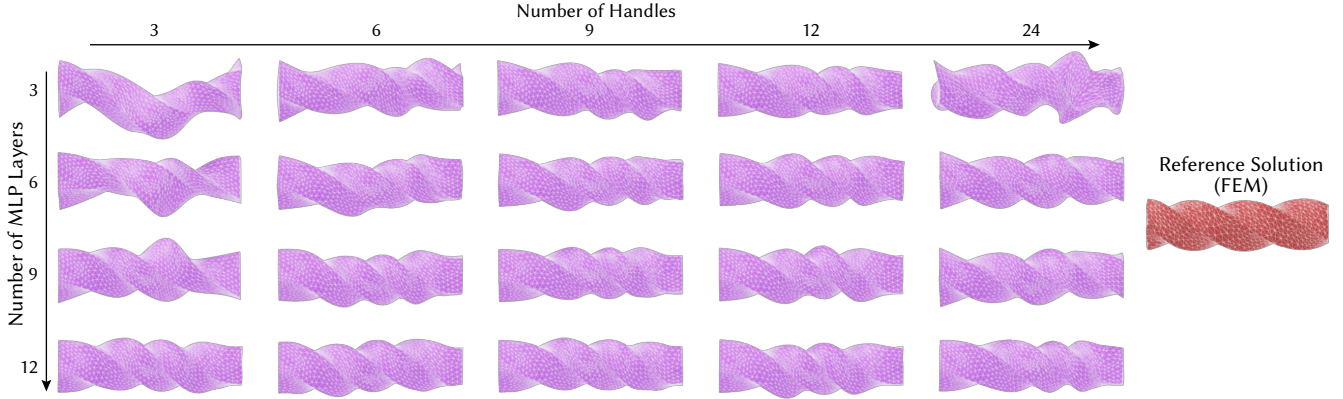 Number of Handles
3 6 9 12 24
Number of MLP Layers
3
6
9
12
Reference Solution
(FEM)